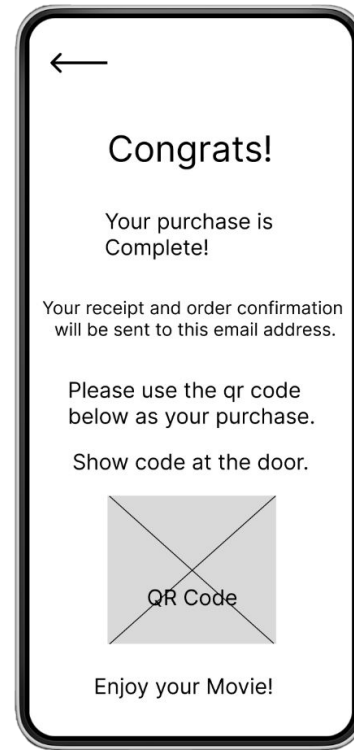 Congrats!
Your purchase is
Complete!
Your receipt and order confirmation
will be sent to this email address.
Please use the qr code
below as your purchase.
Show code at the door.
QR Code
Enjoy your Movie!